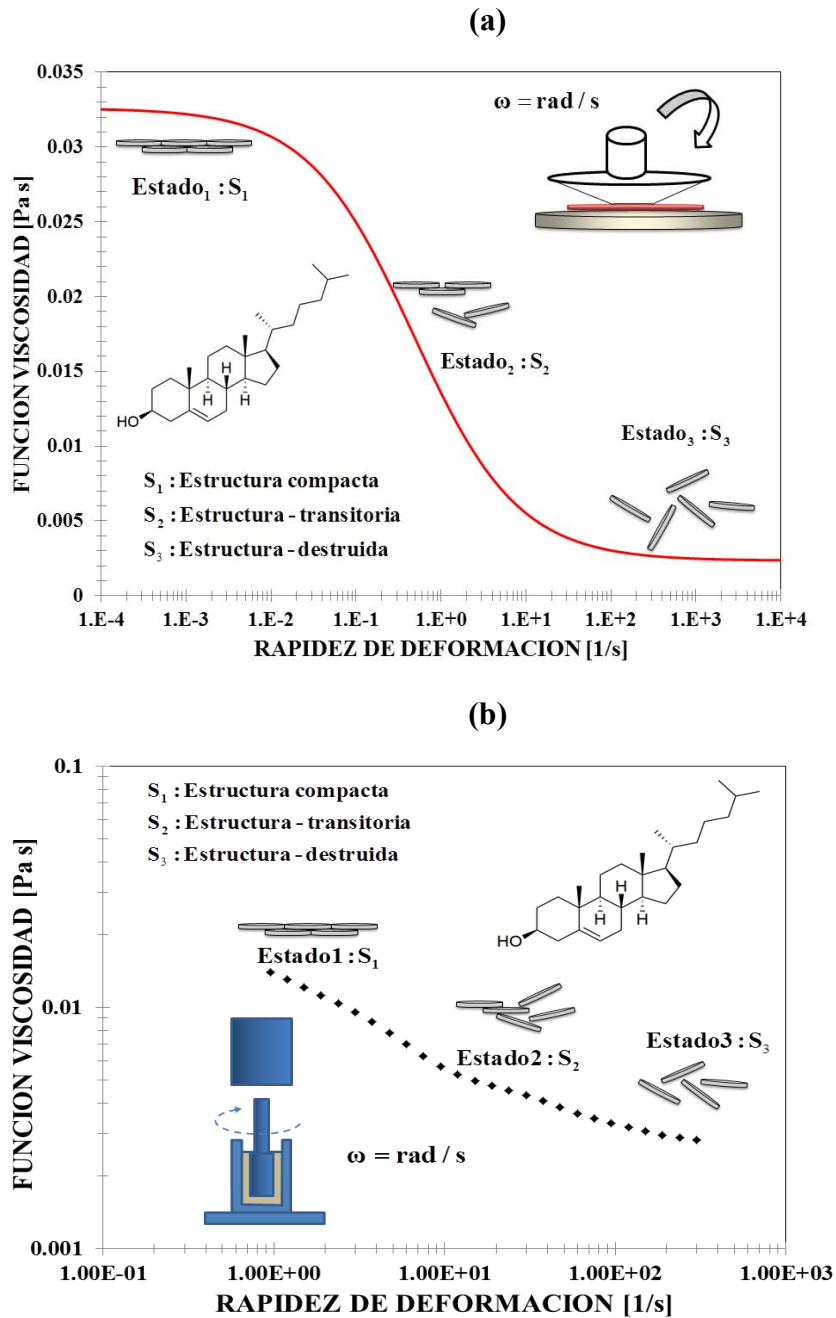 (a)
FUNCION VISCOSIDAD [Pa s]
0.035
0.03
0.025
0.02
0.015
0.01
0.005
0
ω = rad / s
Estado₁ : S₁
Estado₂ : S₂
Estado₃ : S₃
HO
H
H
H
S₁ : Estructura compacta
S₂ : Estructura - transitoria
S₃ : Estructura - destruida
1.E-4 1.E-3 1.E-2 1.E-1 1.E+0 1.E+1 1.E+2 1.E+3 1.E+4
RAPIDEZ DE DEFORMACION [1/s]
(b)
FUNCION VISCOSIDAD [Pa s]
0.1
0.01
0.001
S₁ : Estructura compacta
S₂ : Estructura - transitoria
S₃ : Estructura - destruida
HO
H
H
H
Estado1 : S₁
Estado2 : S₂
Estado3 : S₃
ω = rad / s
1.00E-01 1.00E+00 1.00E+01 1.00E+02 1.00E+03
RAPIDEZ DE DEFORMACION [1/s]